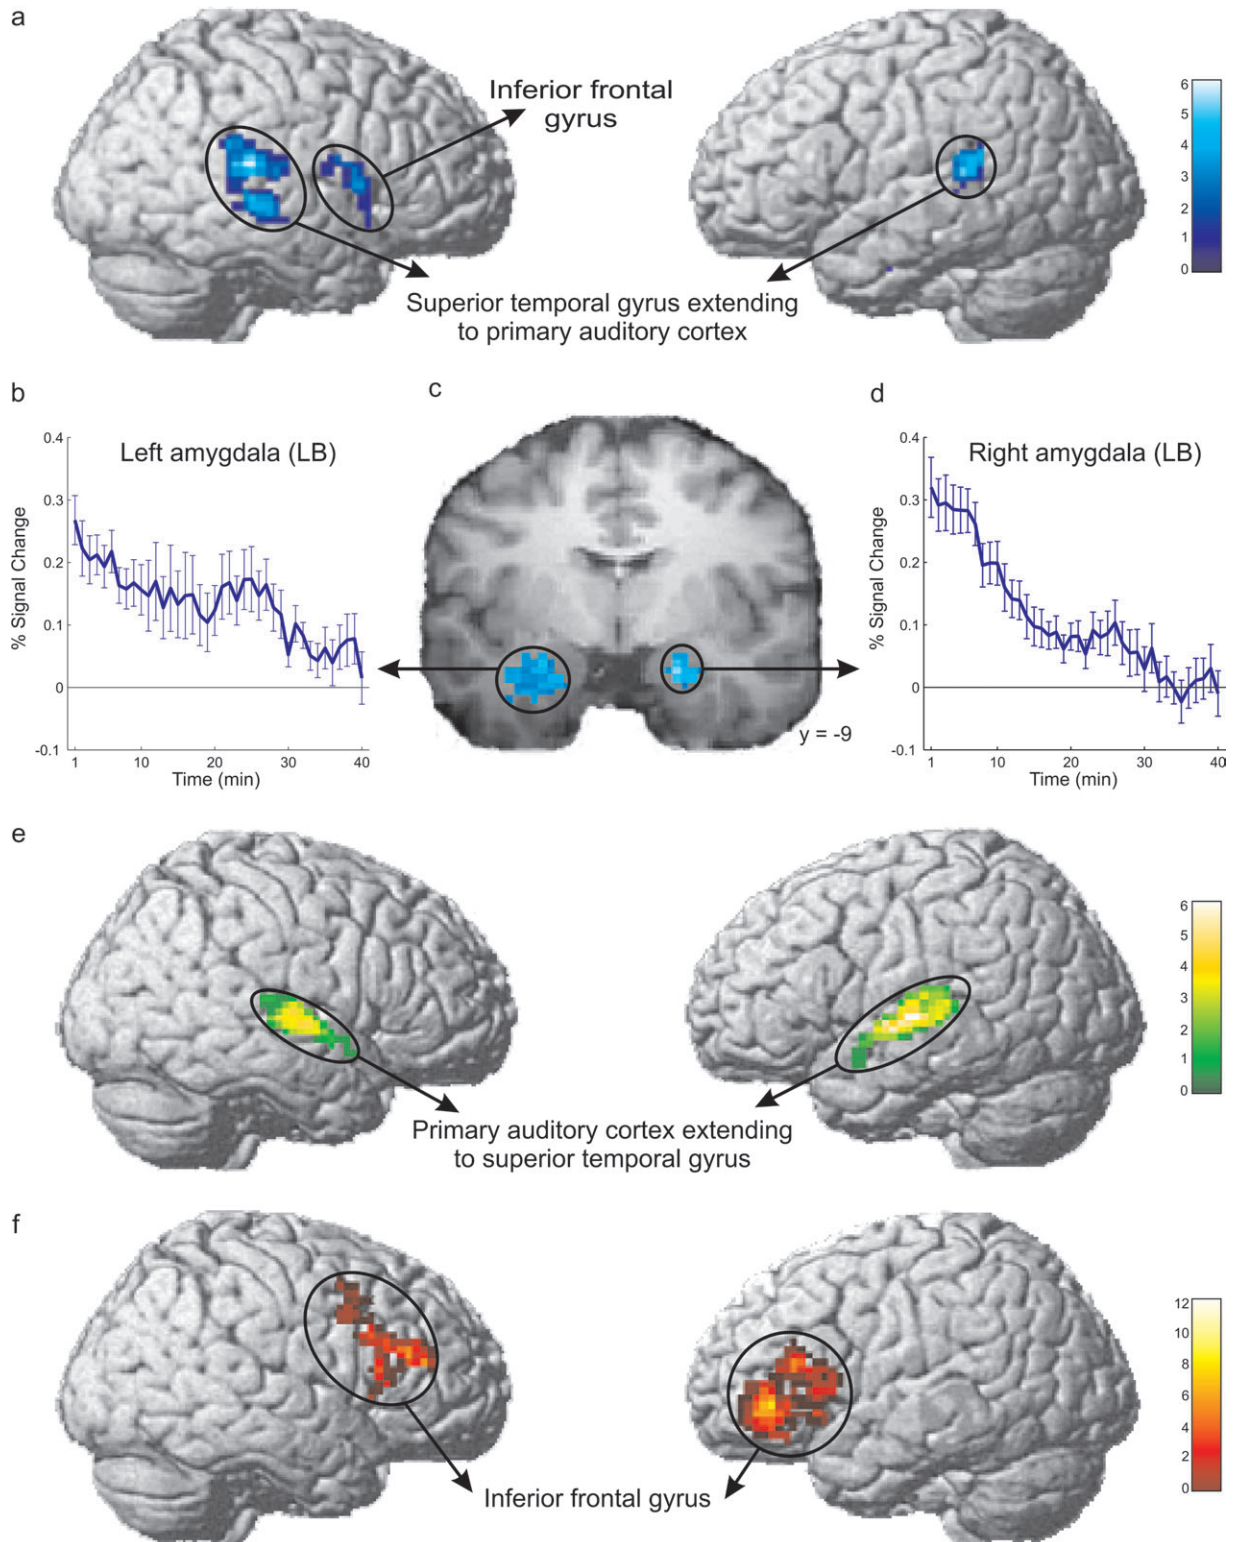 a
Inferior frontal
gyrus
6
5
4
3
2
1
0
Superior temporal gyrus extending
to primary auditory cortex
b
c
d
Left amygdala (LB)
0.4
0.3
0.2
0.1
0
-0.1
% Signal Change
1
10
20
30
40
Time (min)
y = -9
Right amygdala (LB)
0.4
0.3
0.2
0.1
0
-0.1
% Signal Change
1
10
20
30
40
Time (min)
e
6
5
4
3
2
1
0
Primary auditory cortex extending
to superior temporal gyrus
f
12
10
8
6
4
2
0
Inferior frontal gyrus